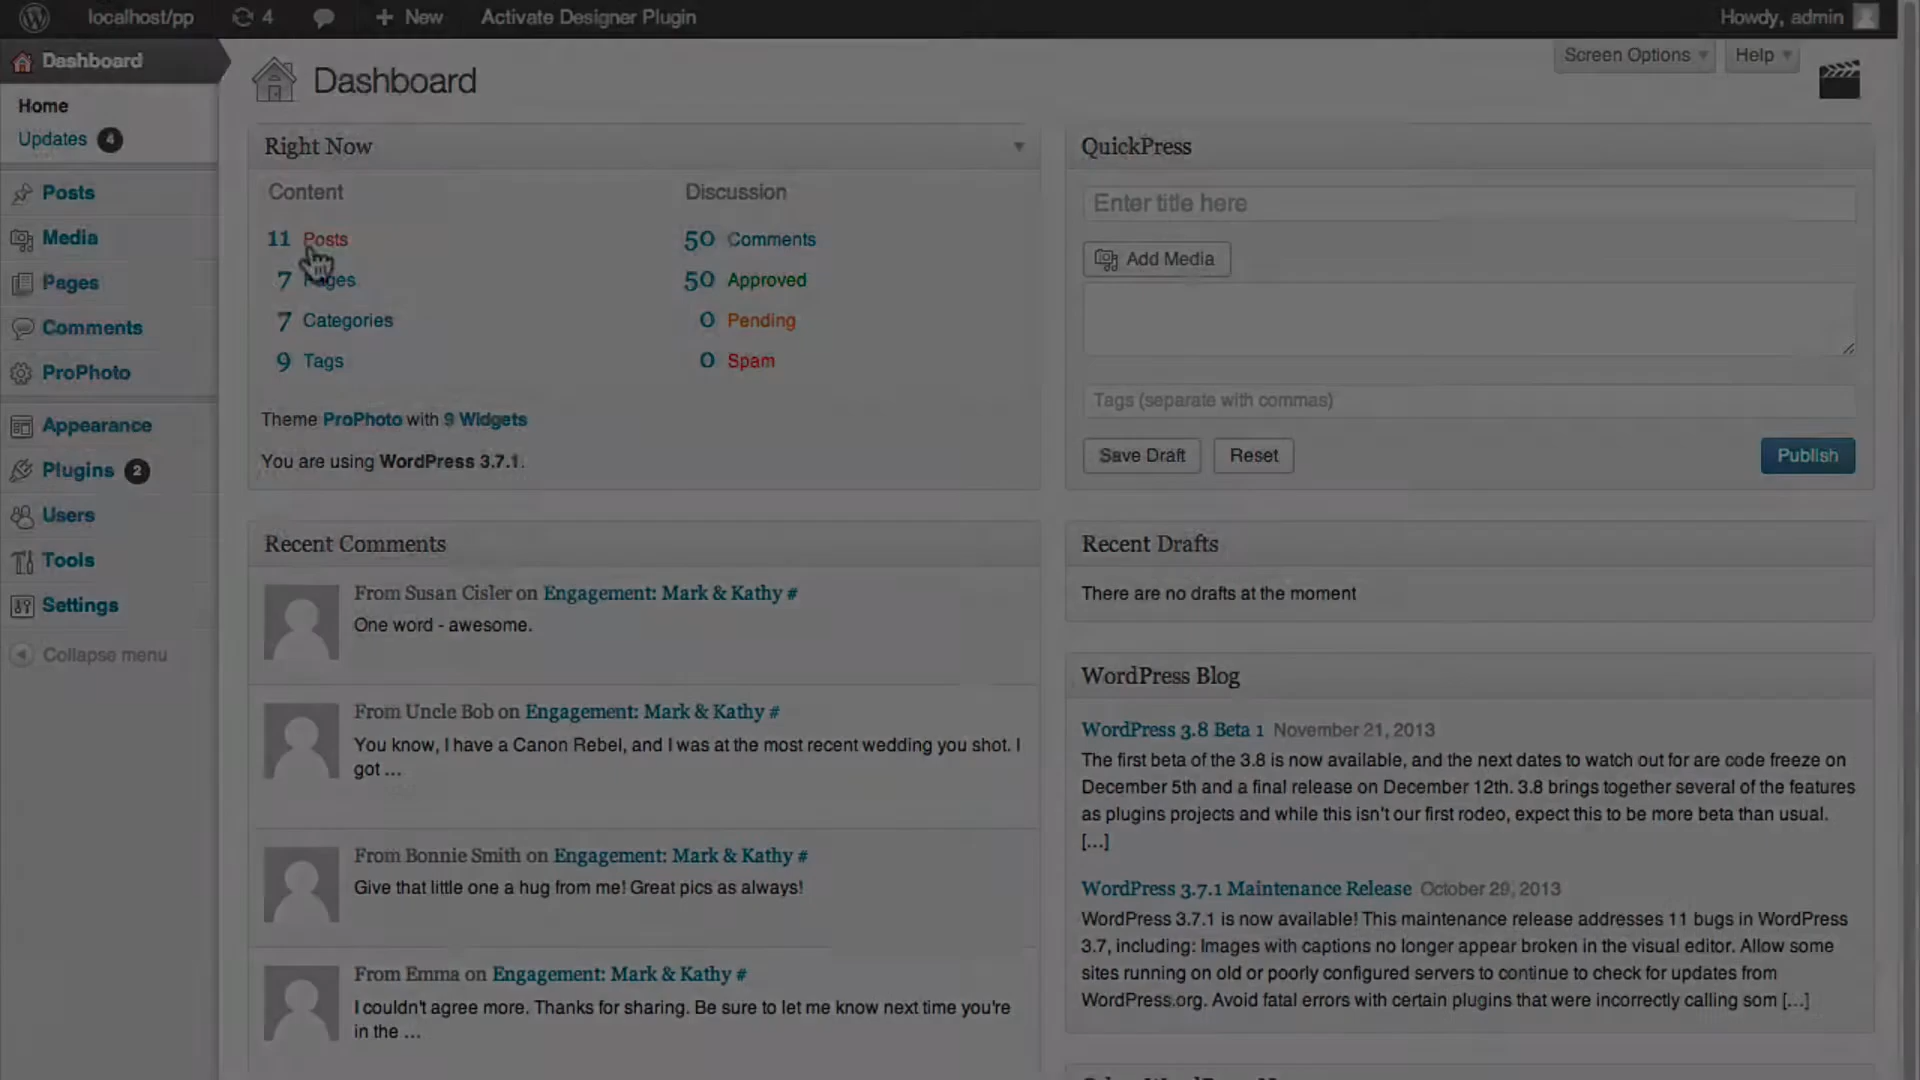 localhost/pp 4 + New Activate Designer Plugin Howdy, admin
Dashboard
Home
Updates 4
Posts
Media
Pages
Comments
ProPhoto
Appearance
Plugins 2
Users
Tools
Settings
Collapse menu
Screen Options Help
Dashboard
Right Now
Content
11 Posts
7 Pages
7 Categories
9 Tags
Discussion
50 Comments
50 Approved
0 Pending
0 Spam
Theme ProPhoto with 9 Widgets
You are using WordPress 3.7.1.
Recent Comments
From Susan Cisler on Engagement: Mark & Kathy #
One word - awesome.
From Uncle Bob on Engagement: Mark & Kathy #
You know, I have a Canon Rebel, and I was at the most recent wedding you shot. I
got ...
From Bonnie Smith on Engagement: Mark & Kathy #
Give that little one a hug from me! Great pics as always!
From Emma on Engagement: Mark & Kathy #
I couldn't agree more. Thanks for sharing. Be sure to let me know next time you're
in the ...
QuickPress
Enter title here
Add Media
Tags (separate with commas)
Save Draft Reset Publish
Recent Drafts
There are no drafts at the moment
WordPress Blog
WordPress 3.8 Beta 1 November 21, 2013
The first beta of the 3.8 is now available, and the next dates to watch out for are code freeze on
December 5th and a final release on December 12th. 3.8 brings together several of the features
as plugins projects and while this isn't our first rodeo, expect this to be more beta than usual.
[...]
WordPress 3.7.1 Maintenance Release October 29, 2013
WordPress 3.7.1 is now available! This maintenance release addresses 11 bugs in WordPress
3.7, including: Images with captions no longer appear broken in the visual editor. Allow some
sites running on old or poorly configured servers to continue to check for updates from
WordPress.org. Avoid fatal errors with certain plugins that were incorrectly calling som [...]